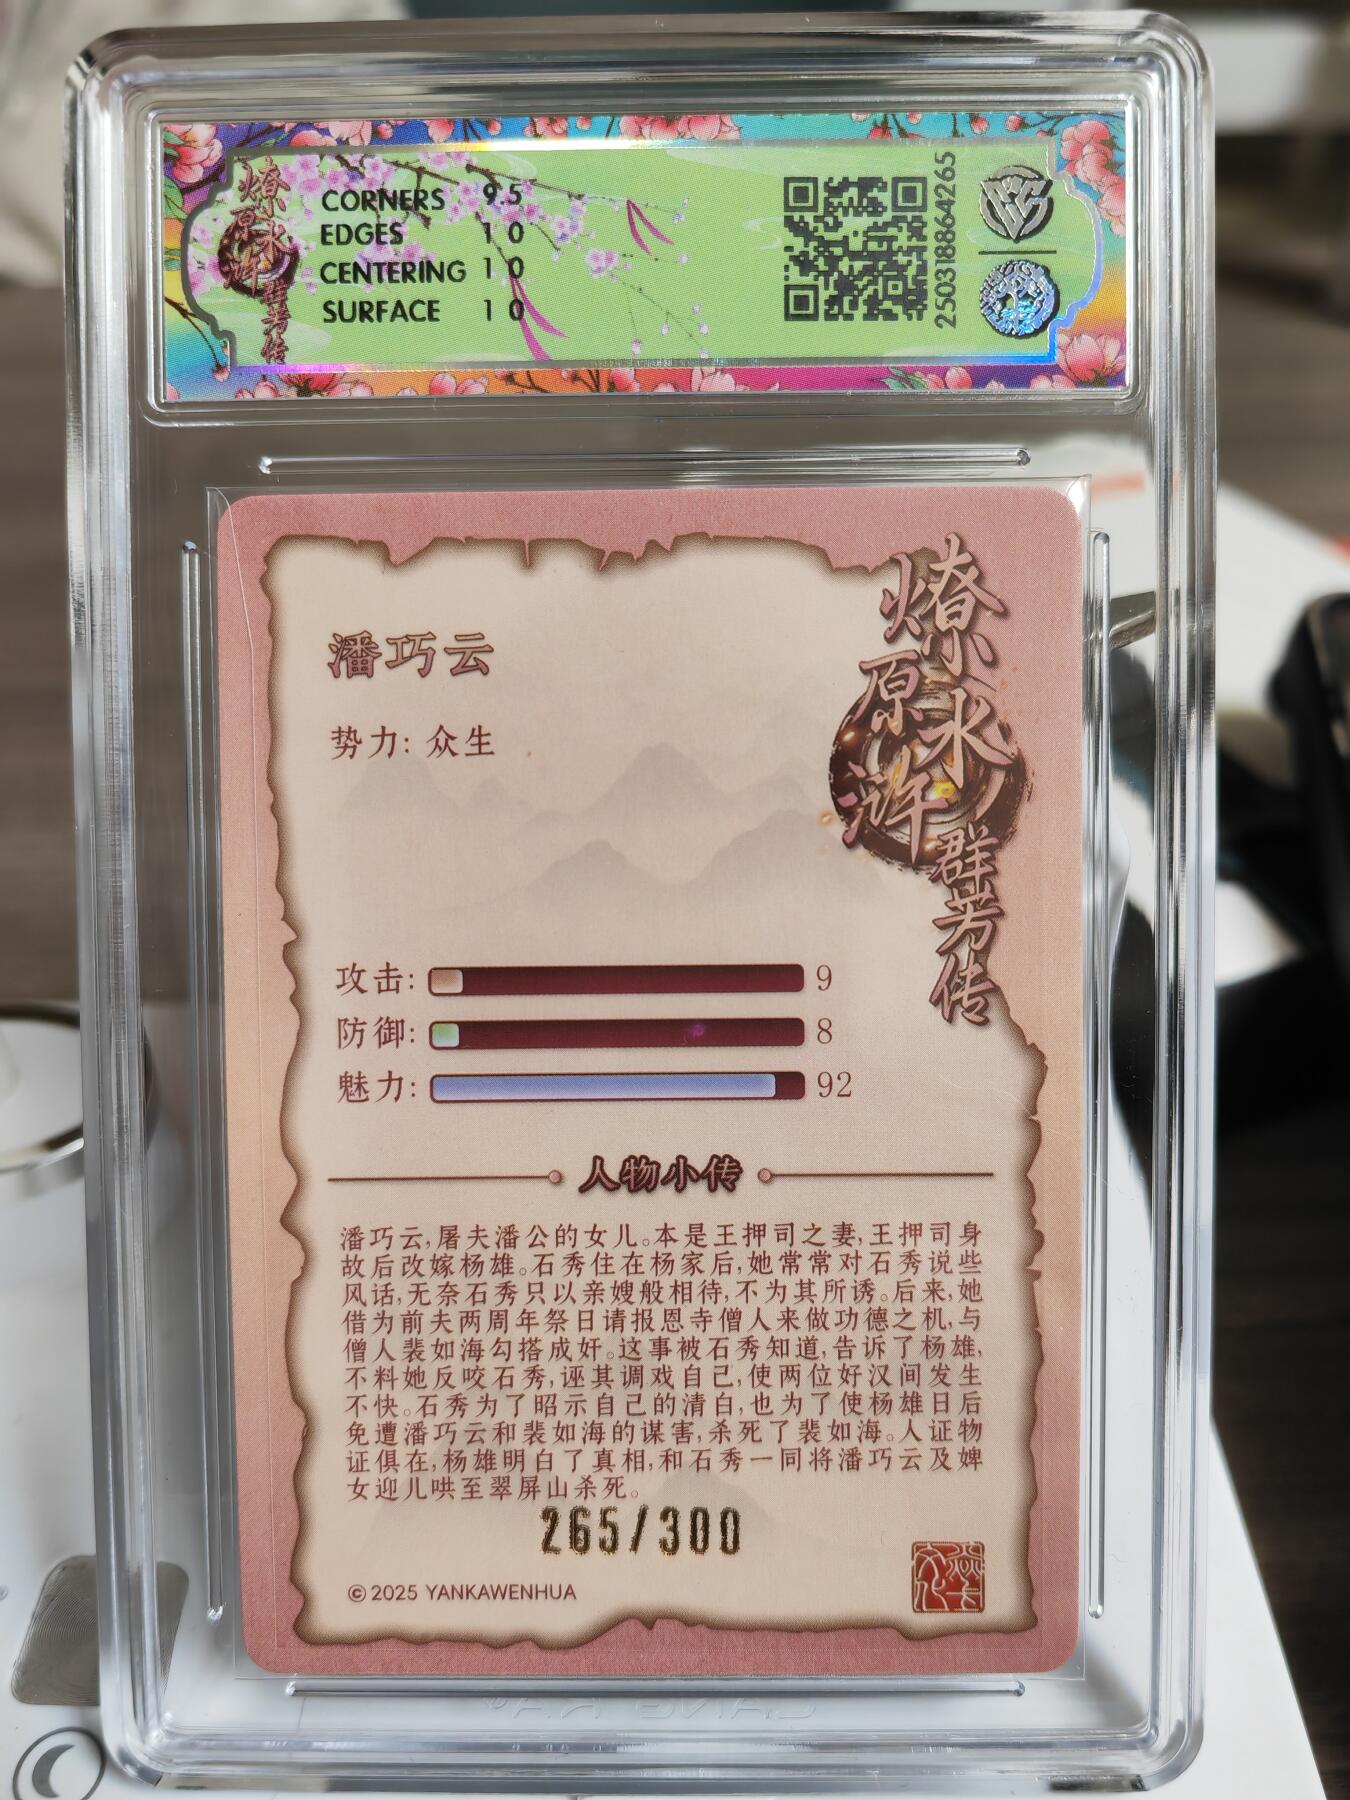 燎原水浒
群芳传
CORNERS 9.5
EDGES 10
CENTERING 10
SURFACE 10
2503188642​65
燎原水浒
群芳传
潘巧云
势力: 众生
攻击: 9
防御: 8
魅力: 92
人物小传
潘巧云,屠夫潘公的女儿。本是王押司之妻,王押司身
故后改嫁杨雄。石秀住在杨家后,她常常对石秀说些
风话,无奈石秀只以亲嫂般相待,不为其所诱。后来,她
借为前夫两周年祭日请报恩寺僧人来做功德之机,与
僧人裴如海勾搭成奸。这事被石秀知道,告诉了杨雄,
不料她反咬石秀,诬其调戏自己,使两位好汉间发生
不快。石秀为了昭示自己的清白,也为了使杨雄日后
免遭潘巧云和裴如海的谋害,杀死了裴如海。人证物
证俱在,杨雄明白了真相,和石秀一同将潘巧云及婢
女迎儿哄至翠屏山杀死。
265/300
© 2025 YANKAWENHUA